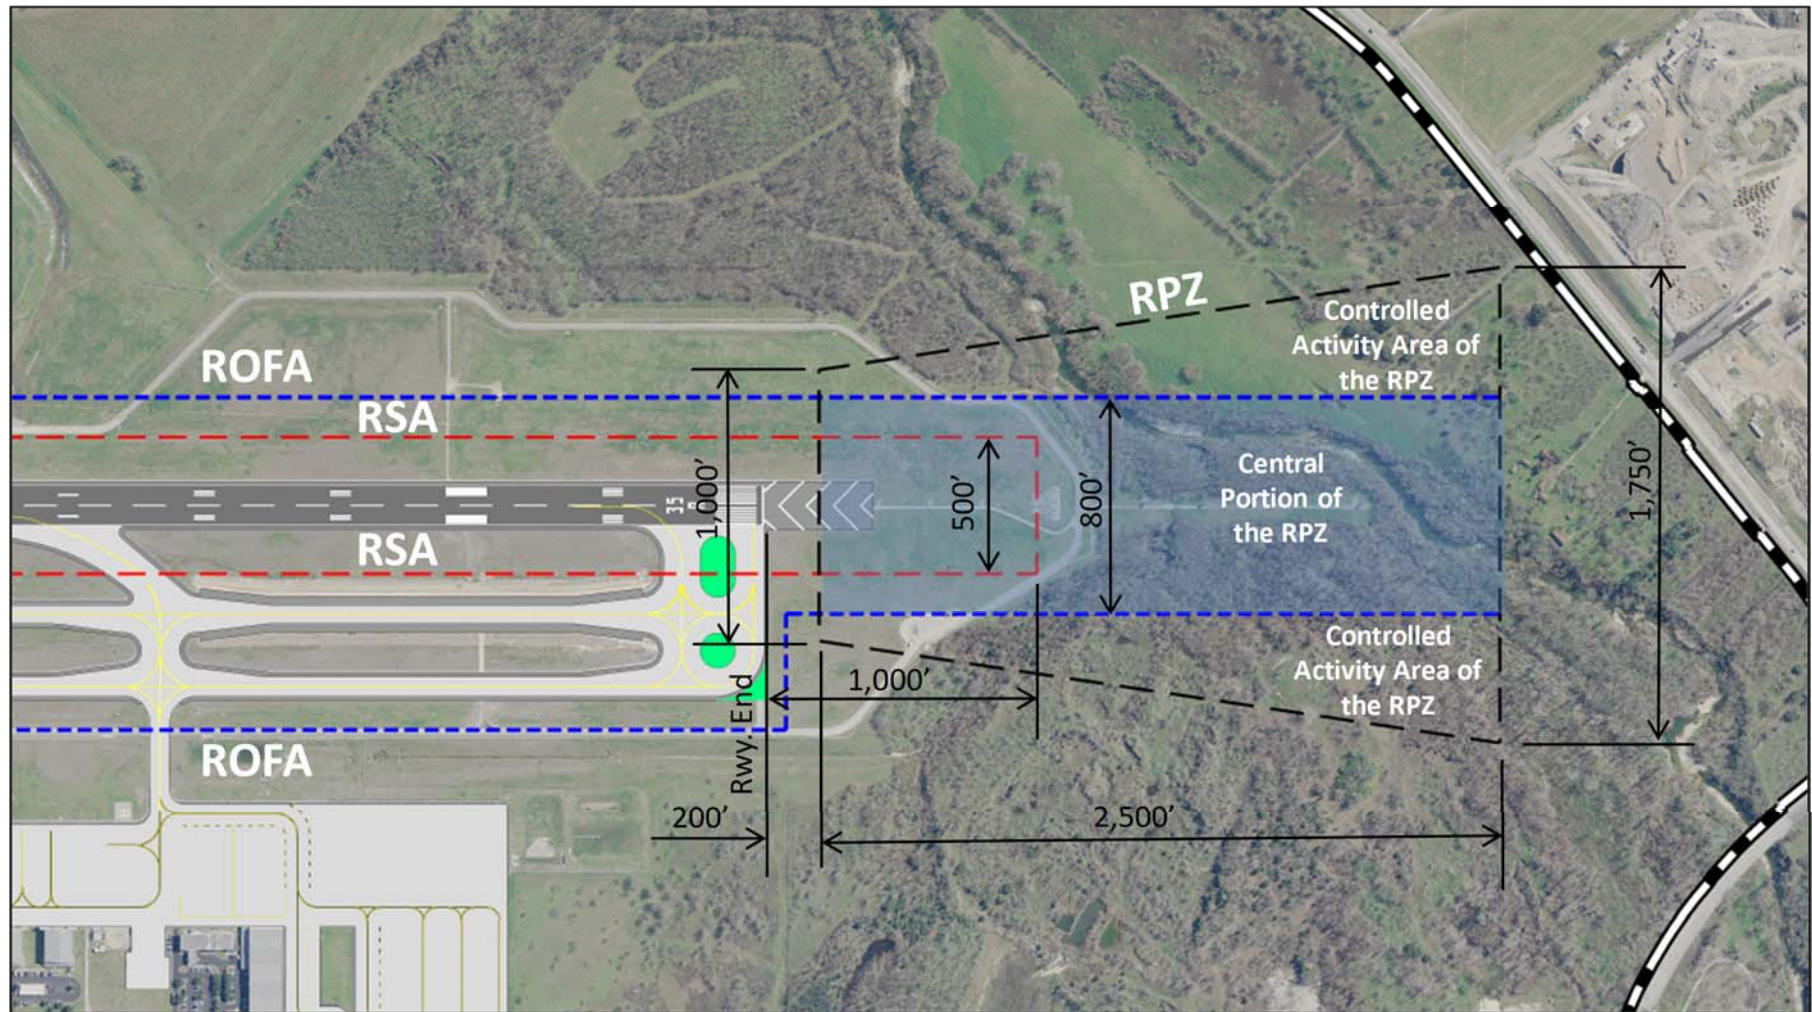 RPZ
Controlled
Activity Area of
the RPZ
ROFA
RSA
1,000’
35
500’
800’
Central
Portion of
the RPZ
1,750’
RSA
Controlled
Activity Area of
the RPZ
1,000’
Rwy. End
ROFA
200’
2,500’